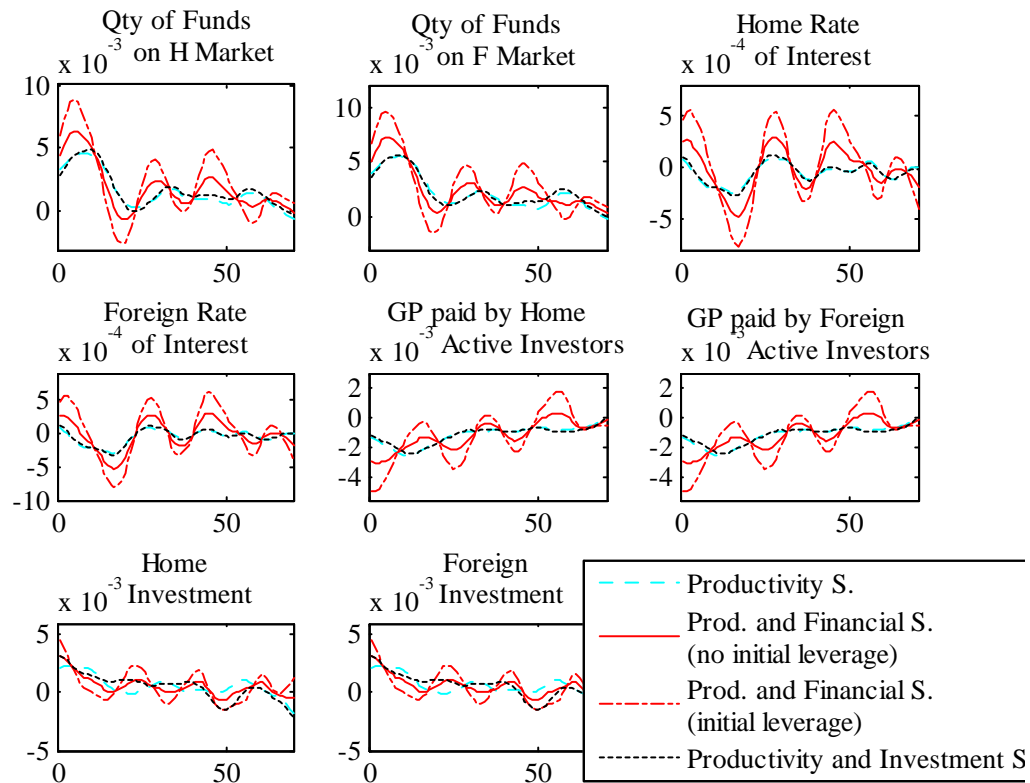 Qty of Funds
x 10 -3 on H Market
Qty of Funds
x 10 -3 on F Market
Home Rate
x 10 -4 of Interest
10
5
0
0
50
10
5
0
0
50
5
0
-5
0
50
Foreign Rate
x 10 -4 of Interest
GP paid by Home
x 10 -3 Active Investors
GP paid by Foreign
x 10 -3 Active Investors
5
0
-5
-10
0
50
2
0
-2
-4
0
50
2
0
-2
-4
0
50
Home
x 10 -3 Investment
Foreign
x 10 -3 Investment
5
0
-5
0
50
5
0
-5
0
50
Productivity S.
Prod. and Financial S.
(no initial leverage)
Prod. and Financial S.
(initial leverage)
Productivity and Investment S